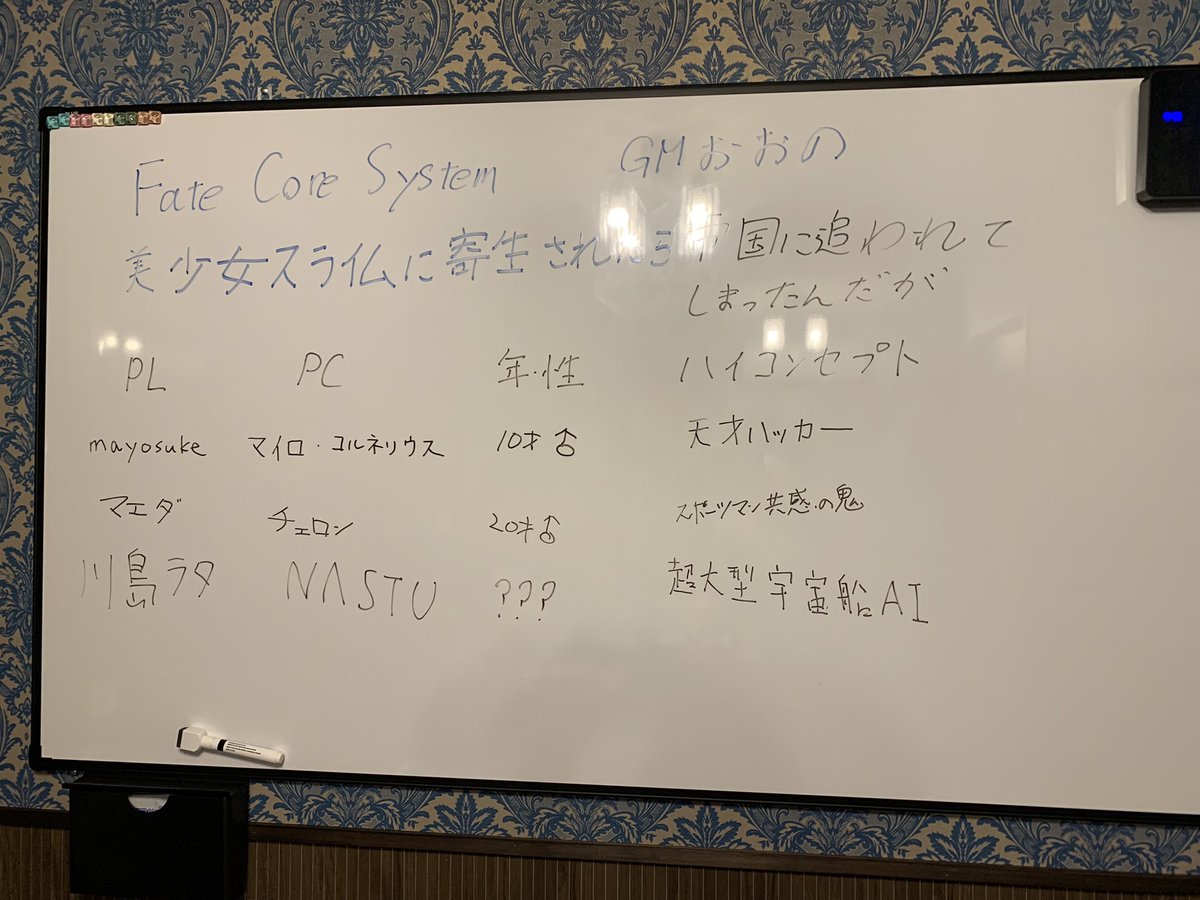 Fate Core System GMおおの
美少女スライムに寄生されたら帝国に追われて
しまったんだが
PL PC 年・性 ハイコンセプト
mayosuke マイロ・コルネリウス 10才♂ 天才ハッカー
マエダ チェロン 20才♂ スポーツマン共感の鬼
川島ラタ NASTU ??? 超大型宇宙船AI